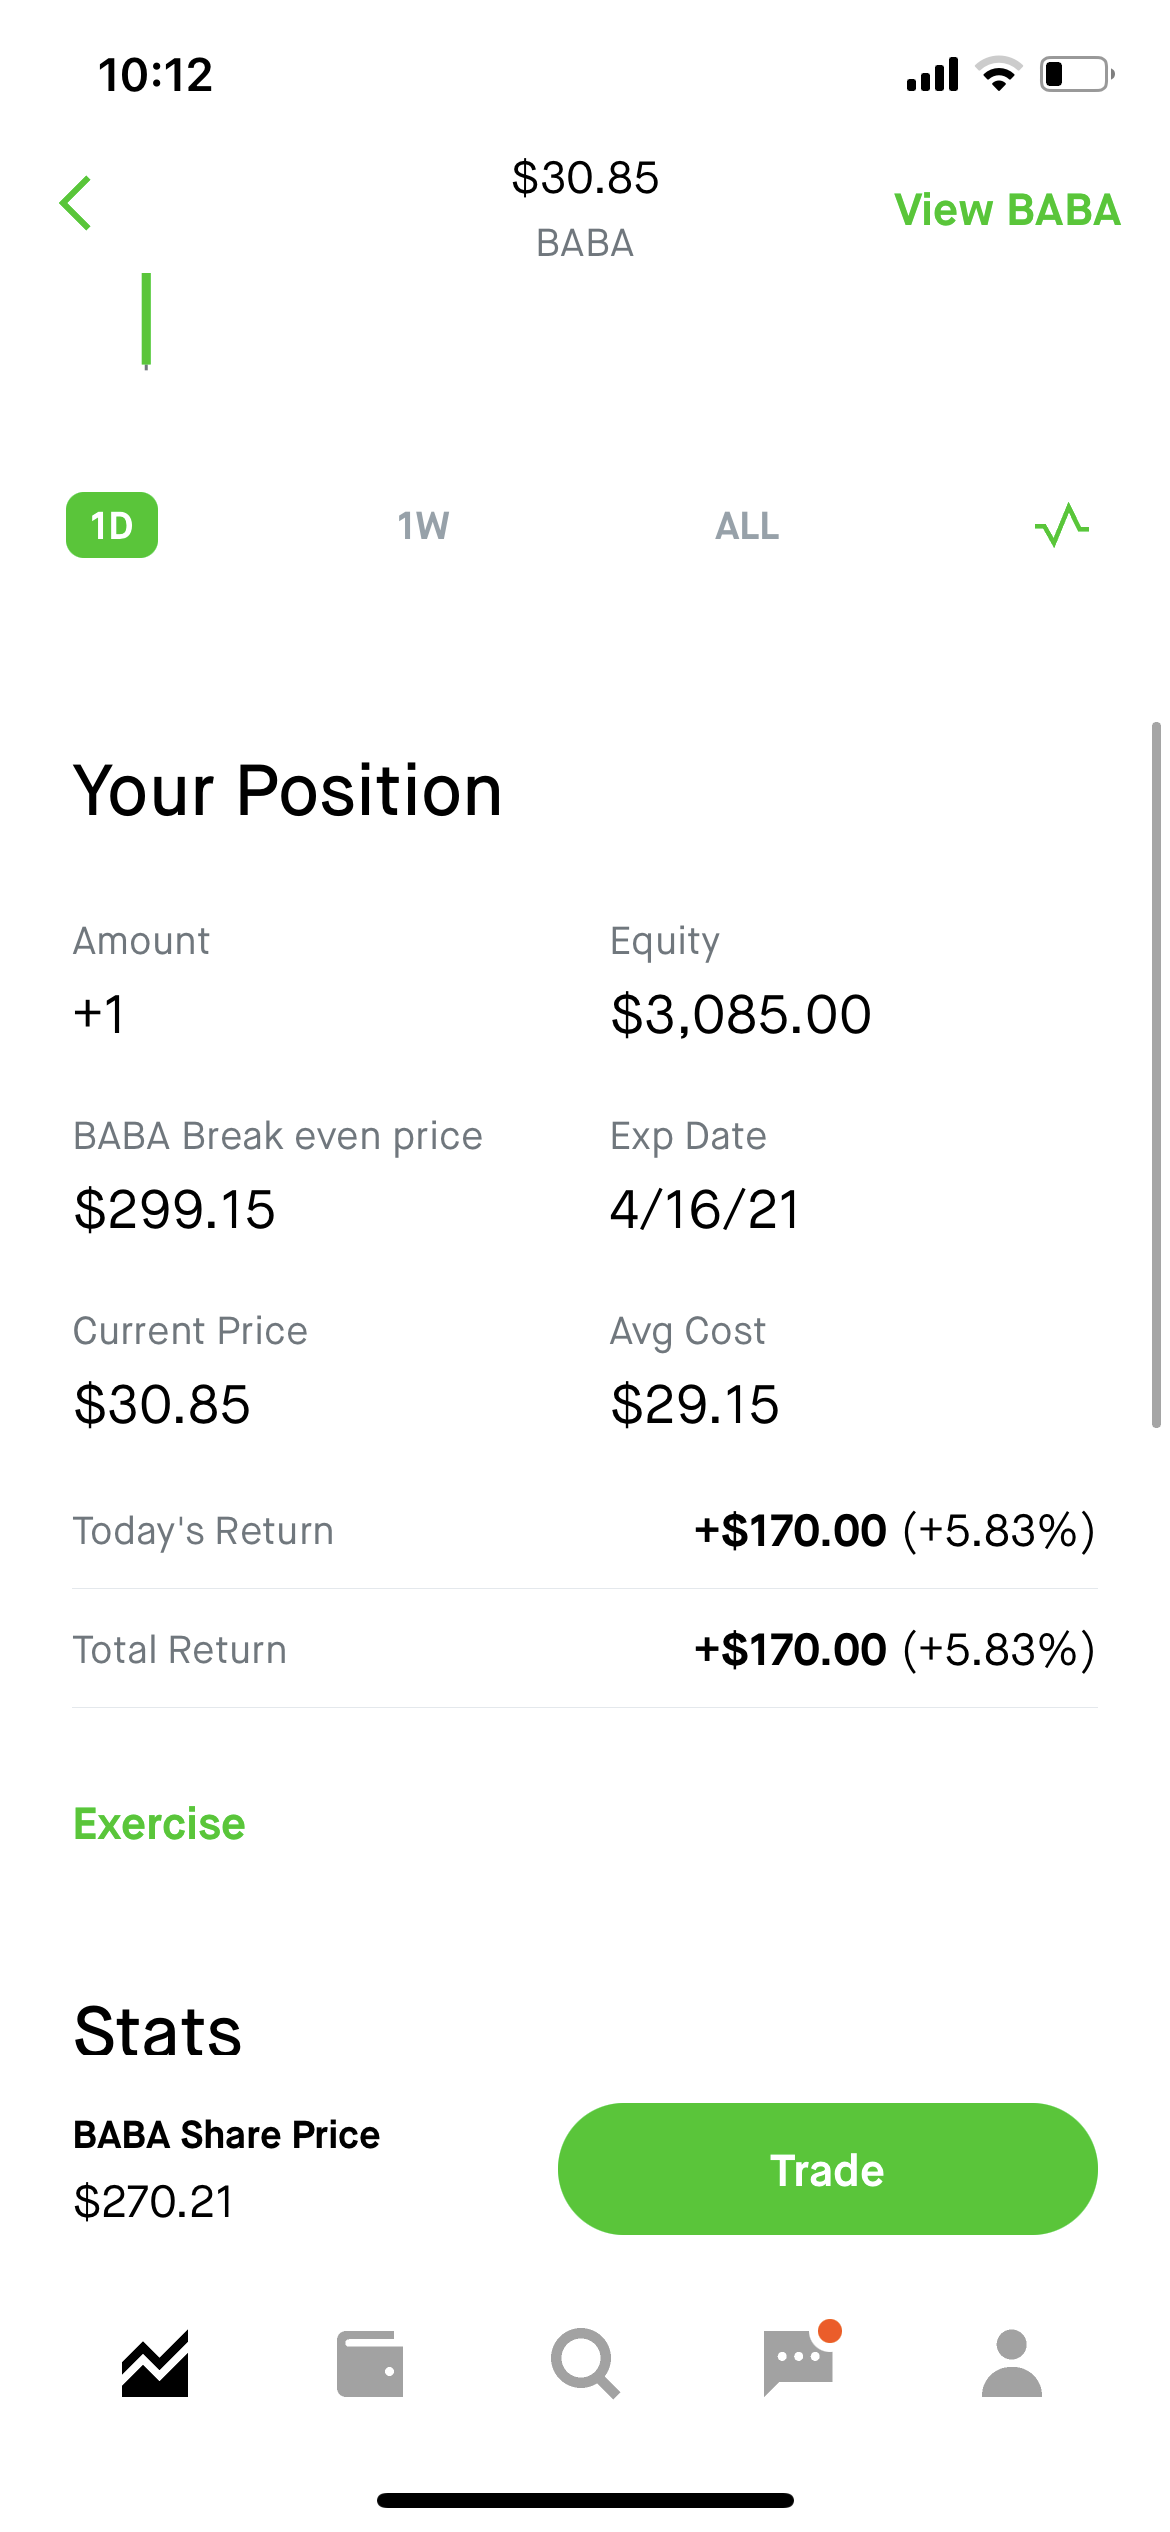 10:12
$30.85
View BABA
BABA
1D 1W ALL
Your Position
Amount Equity
+1 $3,085.00
BABA Break even price Exp Date
$299.15 4/16/21
Current Price Avg Cost
$30.85 $29.15
Today's Return +$170.00 (+5.83%)
Total Return +$170.00 (+5.83%)
Exercise
Stats
BABA Share Price
$270.21
Trade